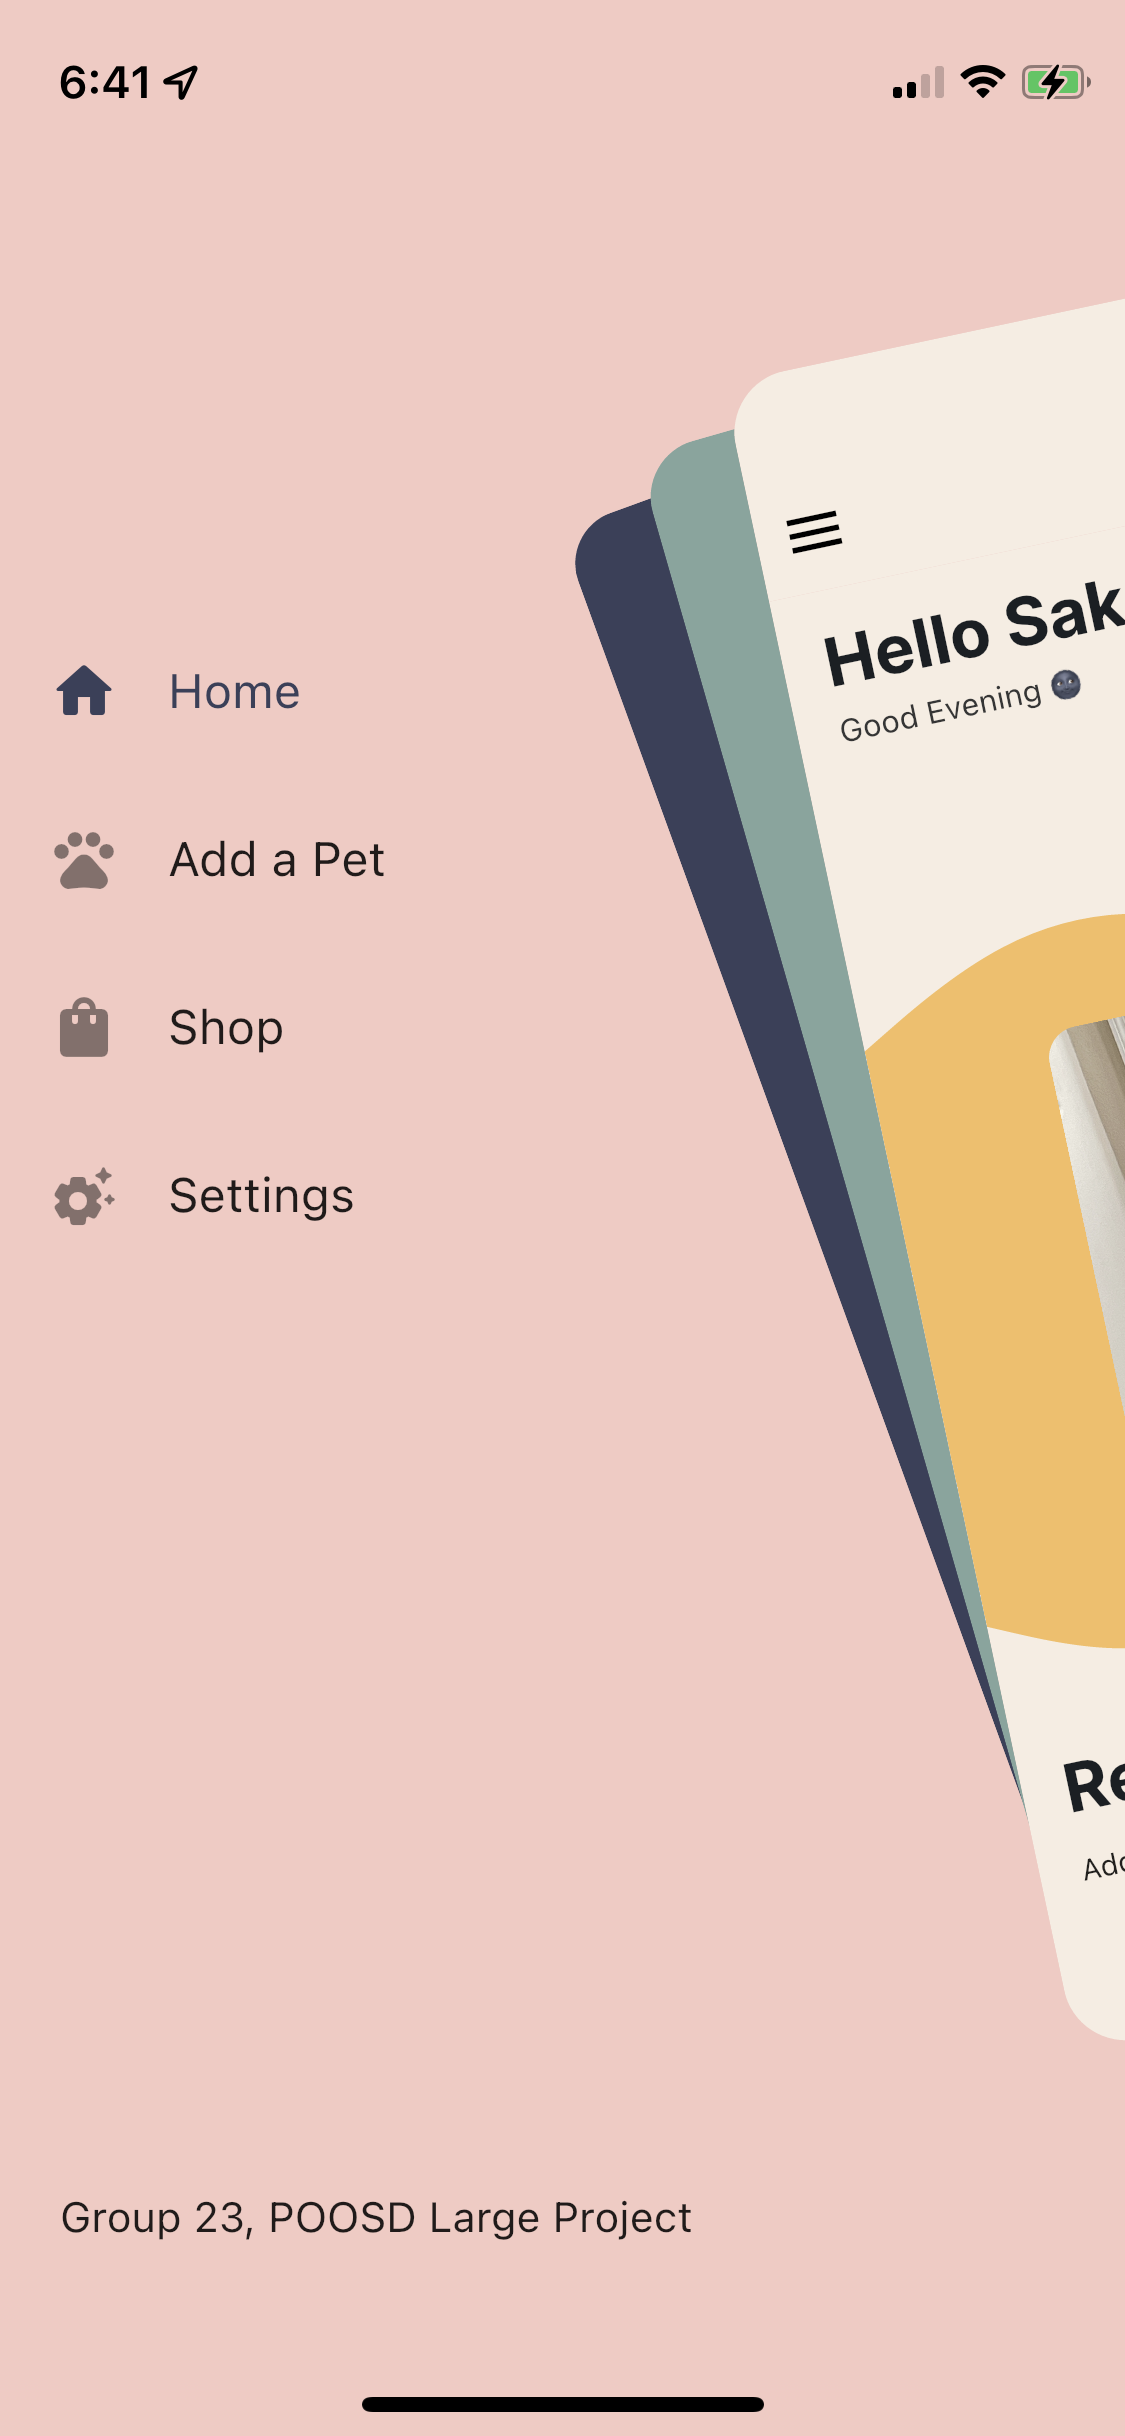 6:41
Hello Sak
Good Evening 🌚
Home
Add a Pet
Shop
Settings
Re
Add
Group 23, POOSD Large Project